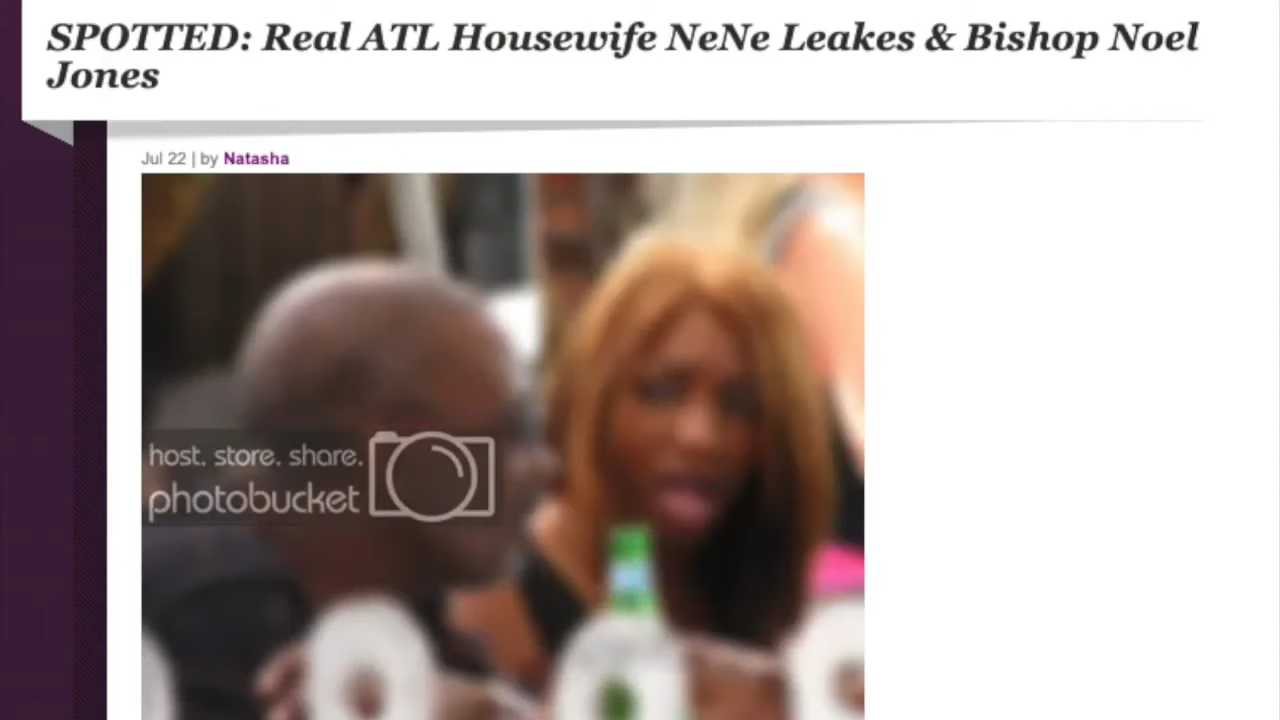 SPOTTED: Real ATL Housewife NeNe Leakes & Bishop Noel
Jones
Jul 22 | by Natasha
host. store. share.
photobucket